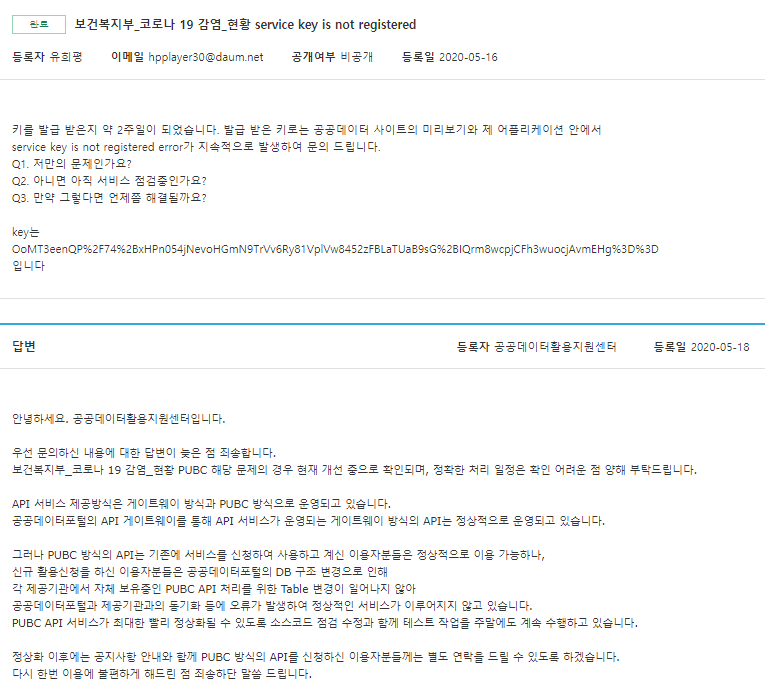 완료 보건복지부_코로나 19 감염_현황 service key is not registered
등록자 유희평 이메일 hpplayer30@daum.net 공개여부 비공개 등록일 2020-05-16
키를 발급 받은지 약 2주일이 되었습니다. 발급 받은 키로는 공공데이터 사이트의 미리보기와 제 어플리케이션 안에서
service key is not registered error가 지속적으로 발생하여 문의 드립니다.
Q1. 저만의 문제인가요?
Q2. 아니면 아직 서비스 점검중인가요?
Q3. 만약 그렇다면 언제쯤 해결될까요?
key는
OoMT3eenQP%2F74%2BxHPn054jNevoHGmN9TrVv6Ry81VplVw8452zFBLaTUaB9sG%2BIQrm8wcpjCFh3wuocjAvmEHg%3D%3D
입니다
답변 등록자 공공데이터활용지원센터 등록일 2020-05-18
안녕하세요. 공공데이터활용지원센터입니다.
우선 문의하신 내용에 대한 답변이 늦은 점 죄송합니다.
보건복지부_코로나 19 감염_현황 PUBC 해당 문제의 경우 현재 개선 중으로 확인되며, 정확한 처리 일정은 확인 어려운 점 양해 부탁드립니다.
API 서비스 제공방식은 게이트웨이 방식과 PUBC 방식으로 운영되고 있습니다.
공공데이터포털의 API 게이트웨이를 통해 API 서비스가 운영되는 게이트웨이 방식의 API는 정상적으로 운영되고 있습니다.
그러나 PUBC 방식의 API는 기존에 서비스를 신청하여 사용하고 계신 이용자분들은 정상적으로 이용 가능하나,
신규 활용신청을 하신 이용자분들은 공공데이터포털의 DB 구조 변경으로 인해
각 제공기관에서 자체 보유중인 PUBC API 처리를 위한 Table 변경이 일어나지 않아
공공데이터포털과 제공기관과의 동기화 등에 오류가 발생하여 정상적인 서비스가 이루어지지 않고 있습니다.
PUBC API 서비스가 최대한 빨리 정상화될 수 있도록 소스코드 점검 수정과 함께 테스트 작업을 주말에도 계속 수행하고 있습니다.
정상화 이후에는 공지사항 안내와 함께 PUBC 방식의 API를 신청하신 이용자분들께는 별도 연락을 드릴 수 있도록 하겠습니다.
다시 한번 이용에 불편하게 해드린 점 죄송하단 말씀 드립니다.